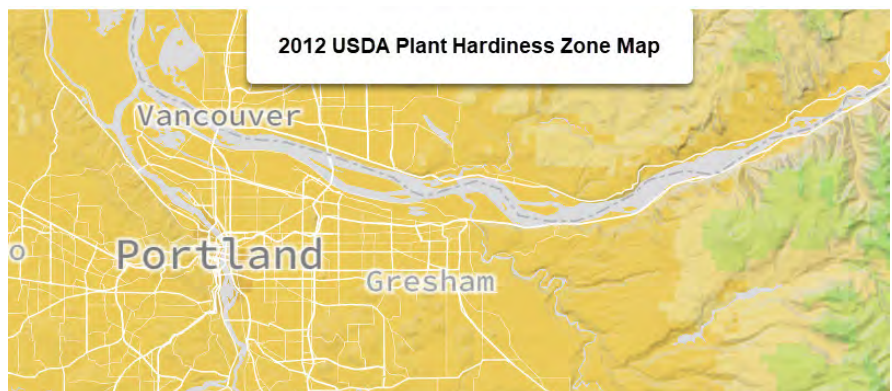 2012 USDA Plant Hardiness Zone Map
Vancouver
o
Portland
Gresham